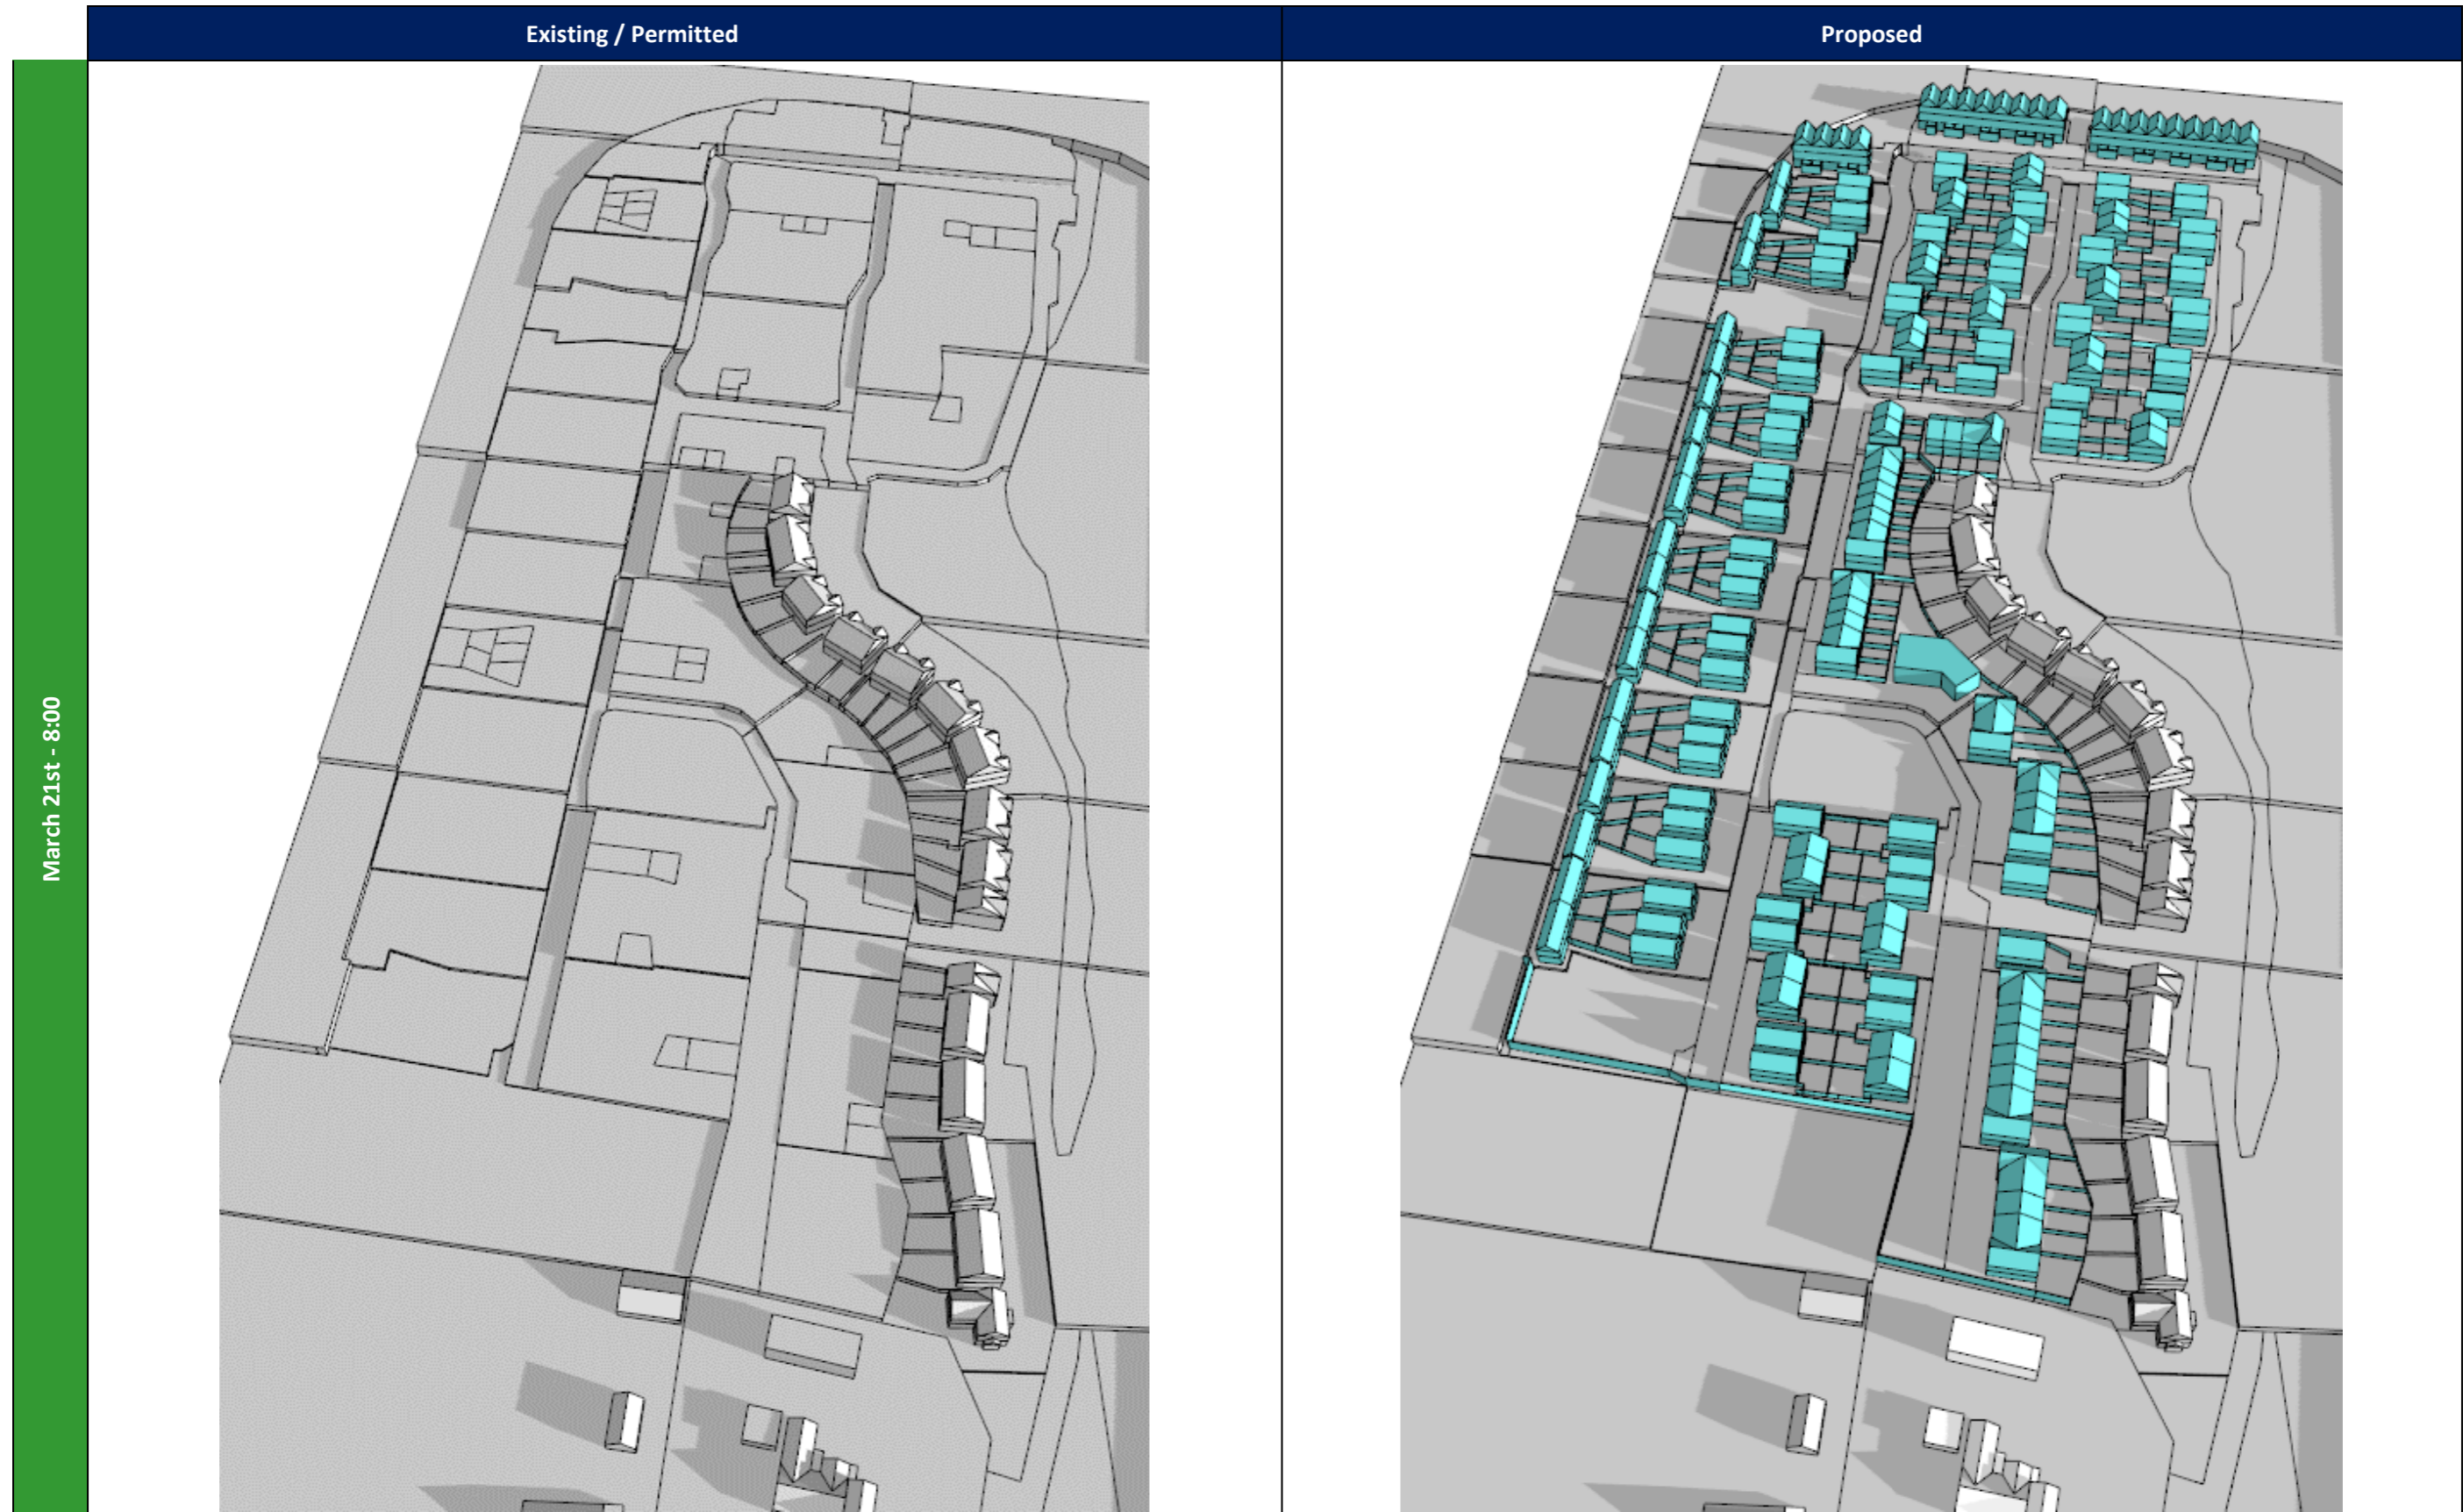 Existing / Permitted
Proposed
March 21st - 8:00